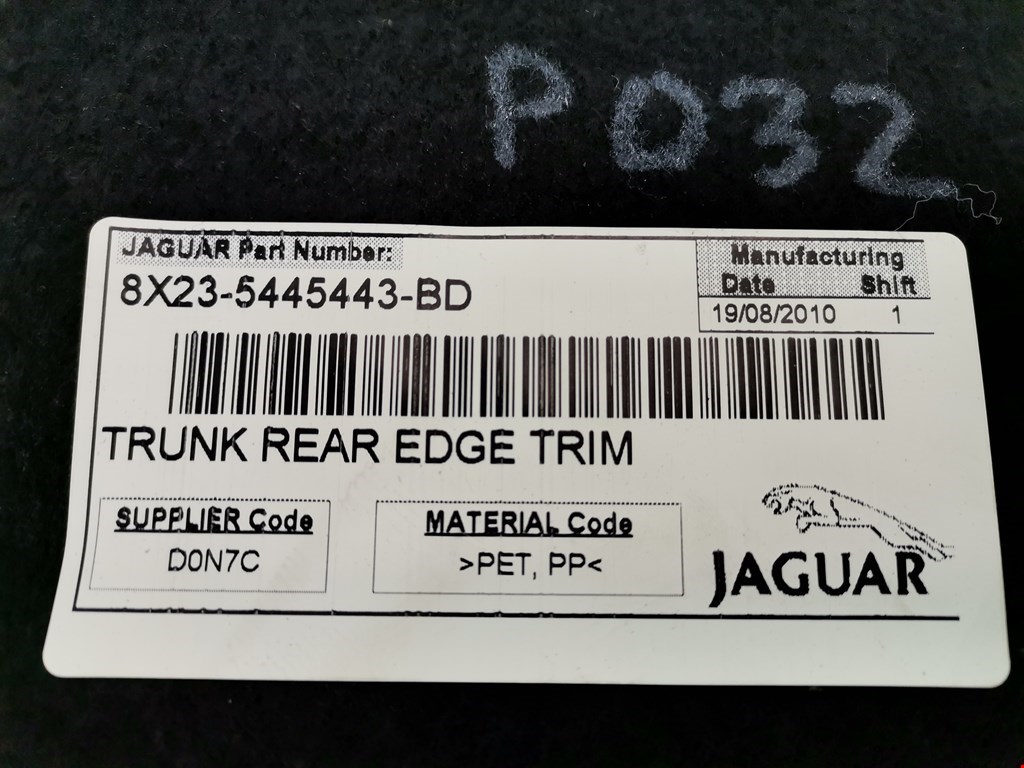 P032
JAGUAR Part Number:
8X23-5445443-BD
Manufacturing
Date Shift
19/08/2010 1
TRUNK REAR EDGE TRIM
SUPPLIER Code
D0N7C
MATERIAL Code
>PET, PP<
JAGUAR